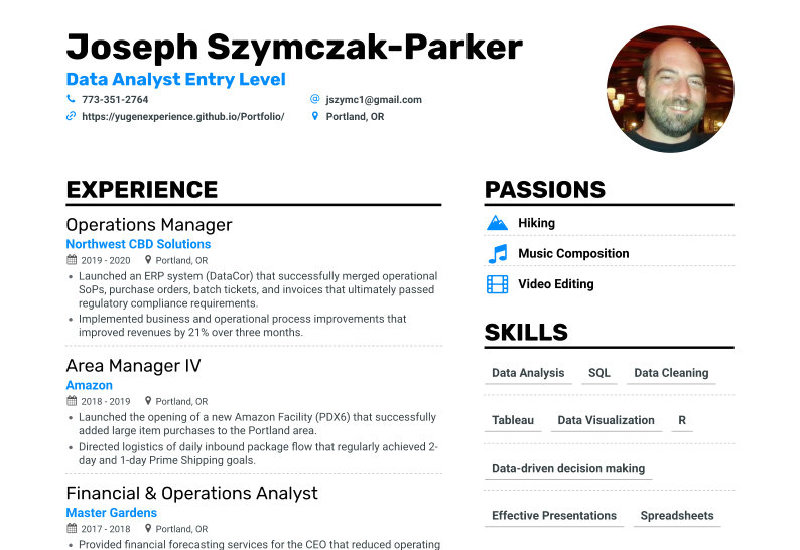 Joseph Szymczak-Parker
Data Analyst Entry Level
773-351-2764
jszymc1@gmail.com
https://yugenexperience.github.io/Portfolio/
Portland, OR
EXPERIENCE
Operations Manager
Northwest CBD Solutions
2019 - 2020 Portland, OR
• Launched an ERP system (DataCor) that successfully merged operational
SoPs, purchase orders, batch tickets, and invoices that ultimately passed
regulatory compliance requirements.
• Implemented business and operational process improvements that
improved revenues by 21% over three months.
Area Manager IV
Amazon
2018 - 2019 Portland, OR
• Launched the opening of a new Amazon Facility (PDX6) that successfully
added large item purchases to the Portland area.
• Directed logistics of daily inbound package flow that regularly achieved 2-
day and 1-day Prime Shipping goals.
Financial & Operations Analyst
Master Gardens
2017 - 2018 Portland, OR
• Provided financial forecasting services for the CEO that reduced operating
PASSIONS
Hiking
Music Composition
Video Editing
SKILLS
Data Analysis SQL Data Cleaning
Tableau Data Visualization R
Data-driven decision making
Effective Presentations Spreadsheets